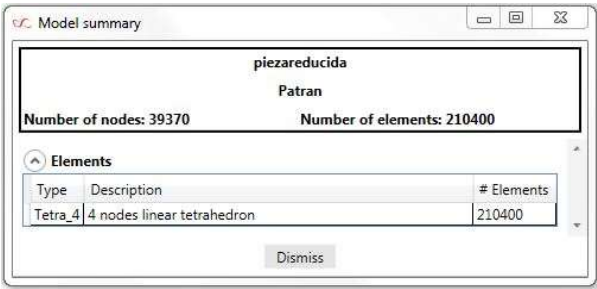 Model summary
piezareducida
Patran
Number of nodes: 39370 Number of elements: 210400
Elements
Type Description # Elements
Tetra_4 4 nodes linear tetrahedron 210400
Dismiss